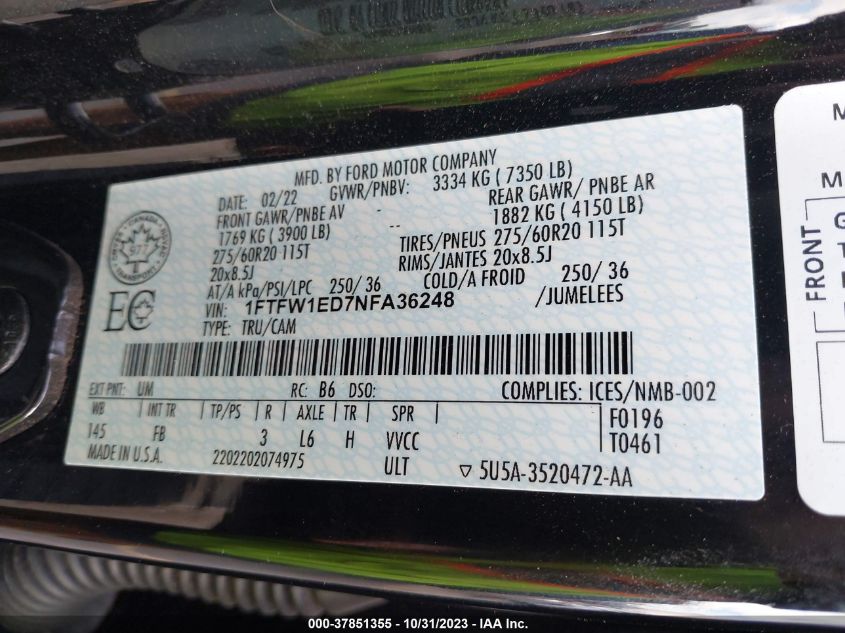 MFD. BY FORD MOTOR COMPANY
DATE: 02/22 GVWR/PNBV: 3334 KG ( 7350 LB)
FRONT GAWR/PNBE AV REAR GAWR/ PNBE AR
1769 KG ( 3900 LB) 1882 KG ( 4150 LB)
275/60R20 115T TIRES/PNEUS 275/60R20 115T
20x8.5J RIMS/JANTES 20x8.5J
AT/A kPa/PSI/LPC 250/ 36 COLD/A FROID 250/ 36
VIN: 1FTFW1ED7NFA36248 /JUMELEES
TYPE: TRU/CAM
EC
EXT PNT: UM RC: B6 DSO: COMPLIES: ICES/NMB-002
WB INT TR TP/PS R AXLE TR SPR F0196
145 FB 3 L6 H VVCC T0461
MADE IN U.S.A. 2202202074975 ULT ▽ 5U5A-3520472-AA
FRONT
000-37851355 - 10/31/2023 - IAA Inc.